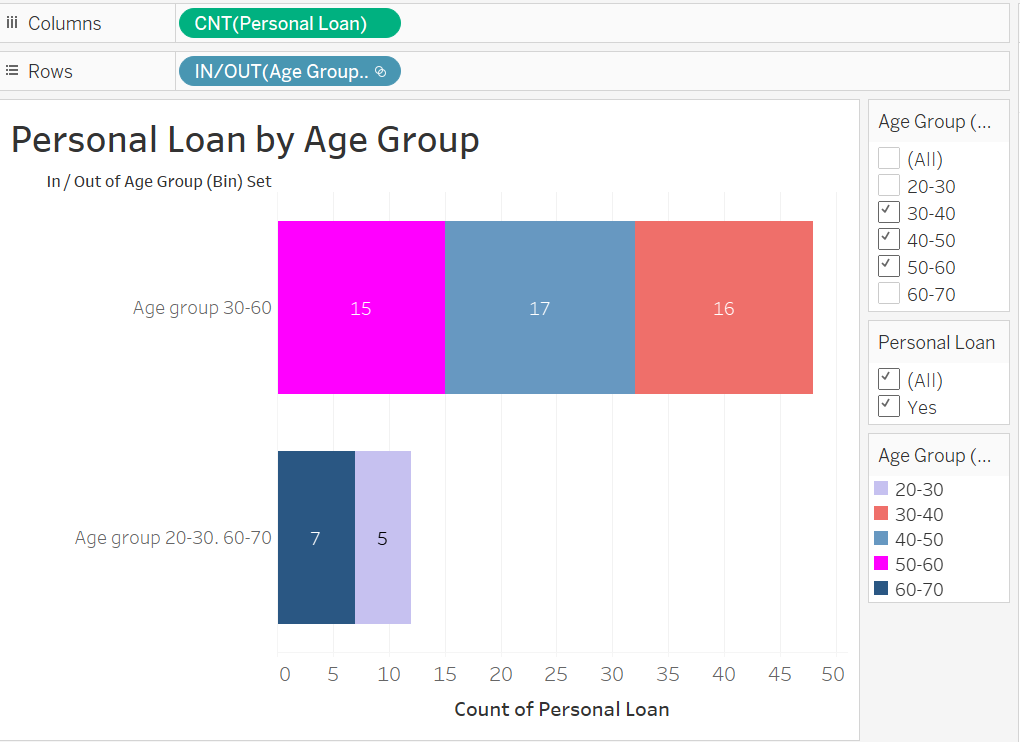 Columns
CNT(Personal Loan)
Rows
IN/OUT(Age Group..
Personal Loan by Age Group
In / Out of Age Group (Bin) Set
Age group 30-60
15
17
16
Age group 20-30. 60-70
7
5
0 5 10 15 20 25 30 35 40 45 50
Count of Personal Loan
Age Group (...
(All)
20-30
30-40
40-50
50-60
60-70
Personal Loan
(All)
Yes
Age Group (...
20-30
30-40
40-50
50-60
60-70